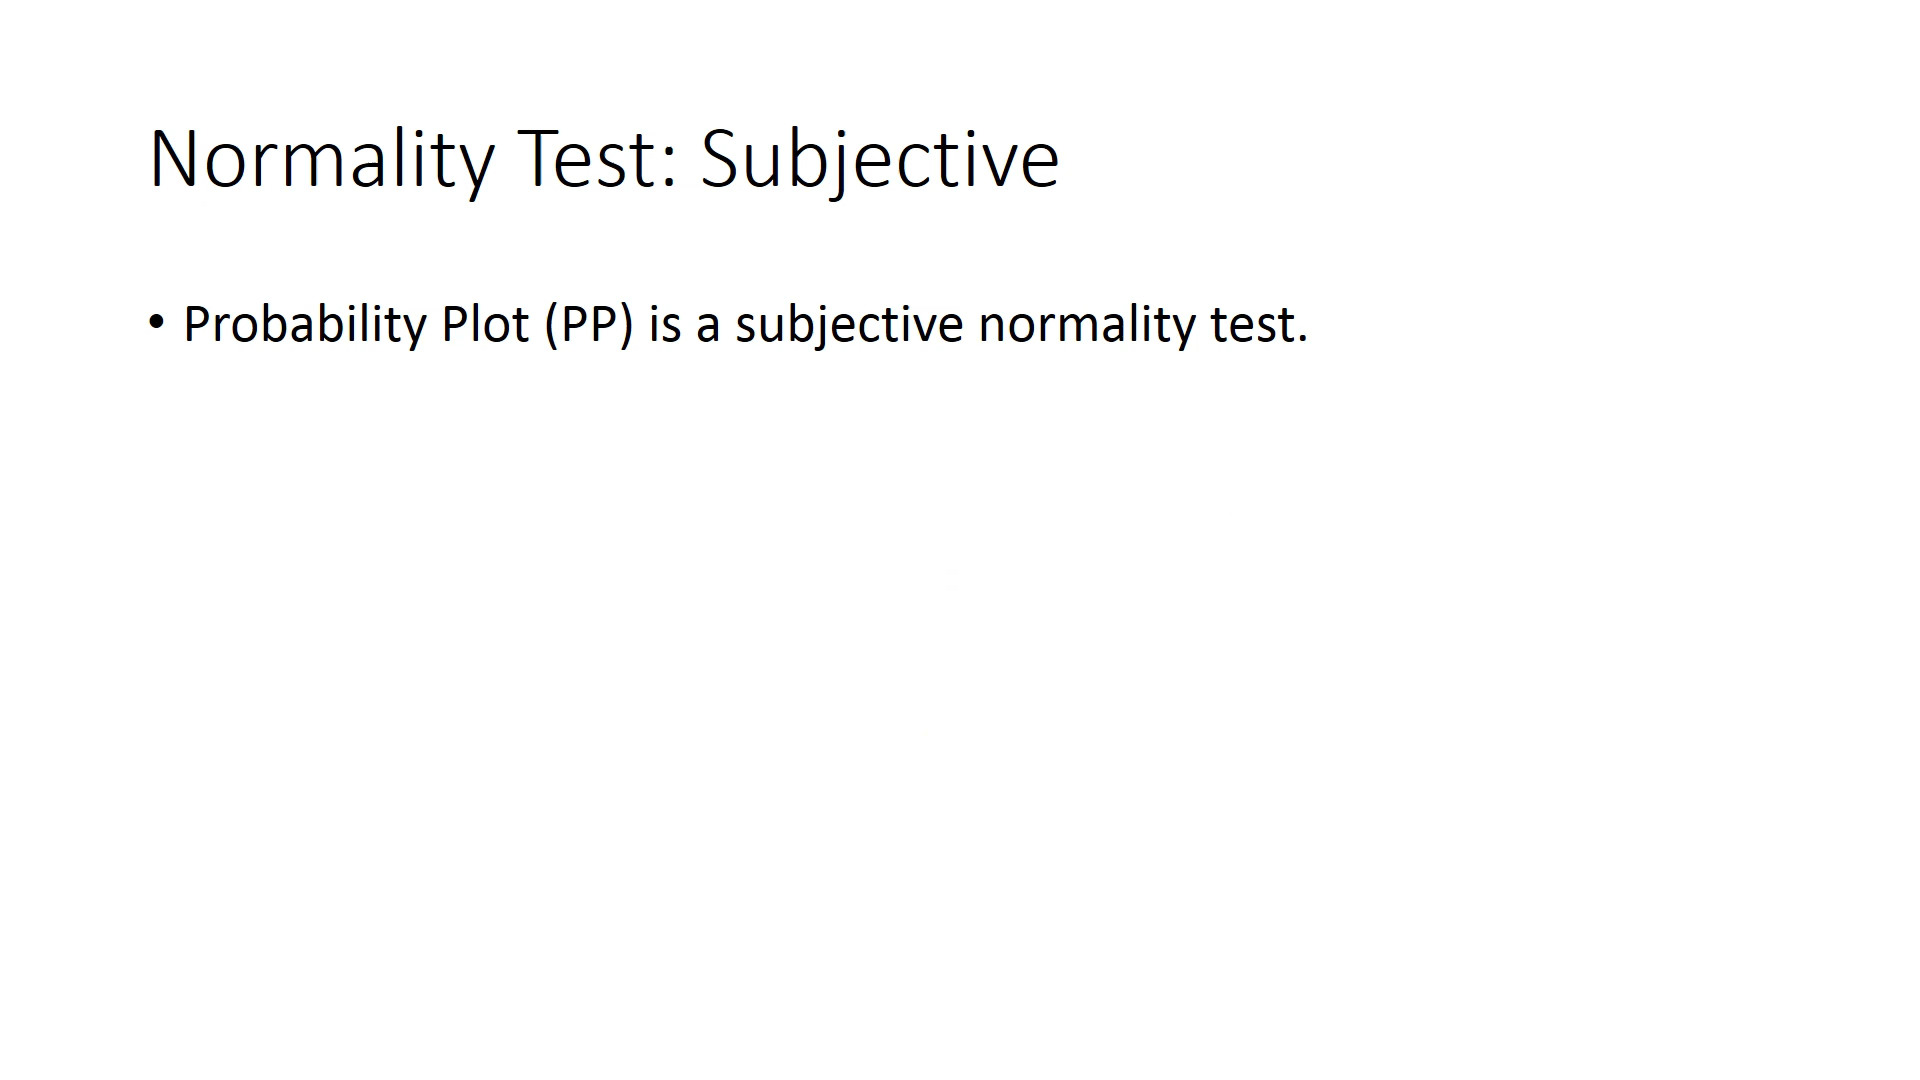 Normality Test: Subjective
• Probability Plot (PP) is a subjective normality test.